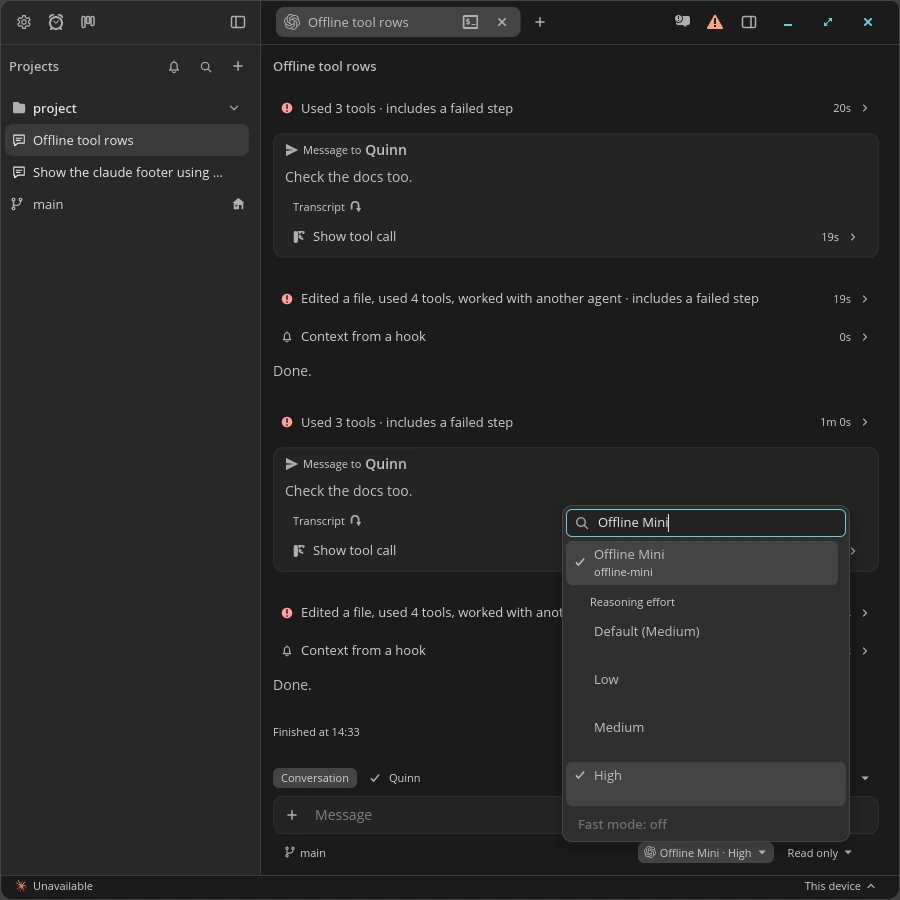 Offline tool rows
Projects
project
Offline tool rows
Show the claude footer using ...
main
Offline tool rows
Used 3 tools · includes a failed step 20s
Message to Quinn
Check the docs too.
Transcript
Show tool call 19s
Edited a file, used 4 tools, worked with another agent · includes a failed step 19s
Context from a hook 0s
Done.
Used 3 tools · includes a failed step 1m 0s
Message to Quinn
Check the docs too.
Transcript
Show tool call
Edited a file, used 4 tools, worked with
Context from a hook
Done.
Finished at 14:33
Offline Mini
Offline Mini
offline-mini
Reasoning effort
Default (Medium)
Low
Medium
High
Fast mode: off
Conversation Quinn
Message
main Offline Mini · High Read only
Unavailable This device